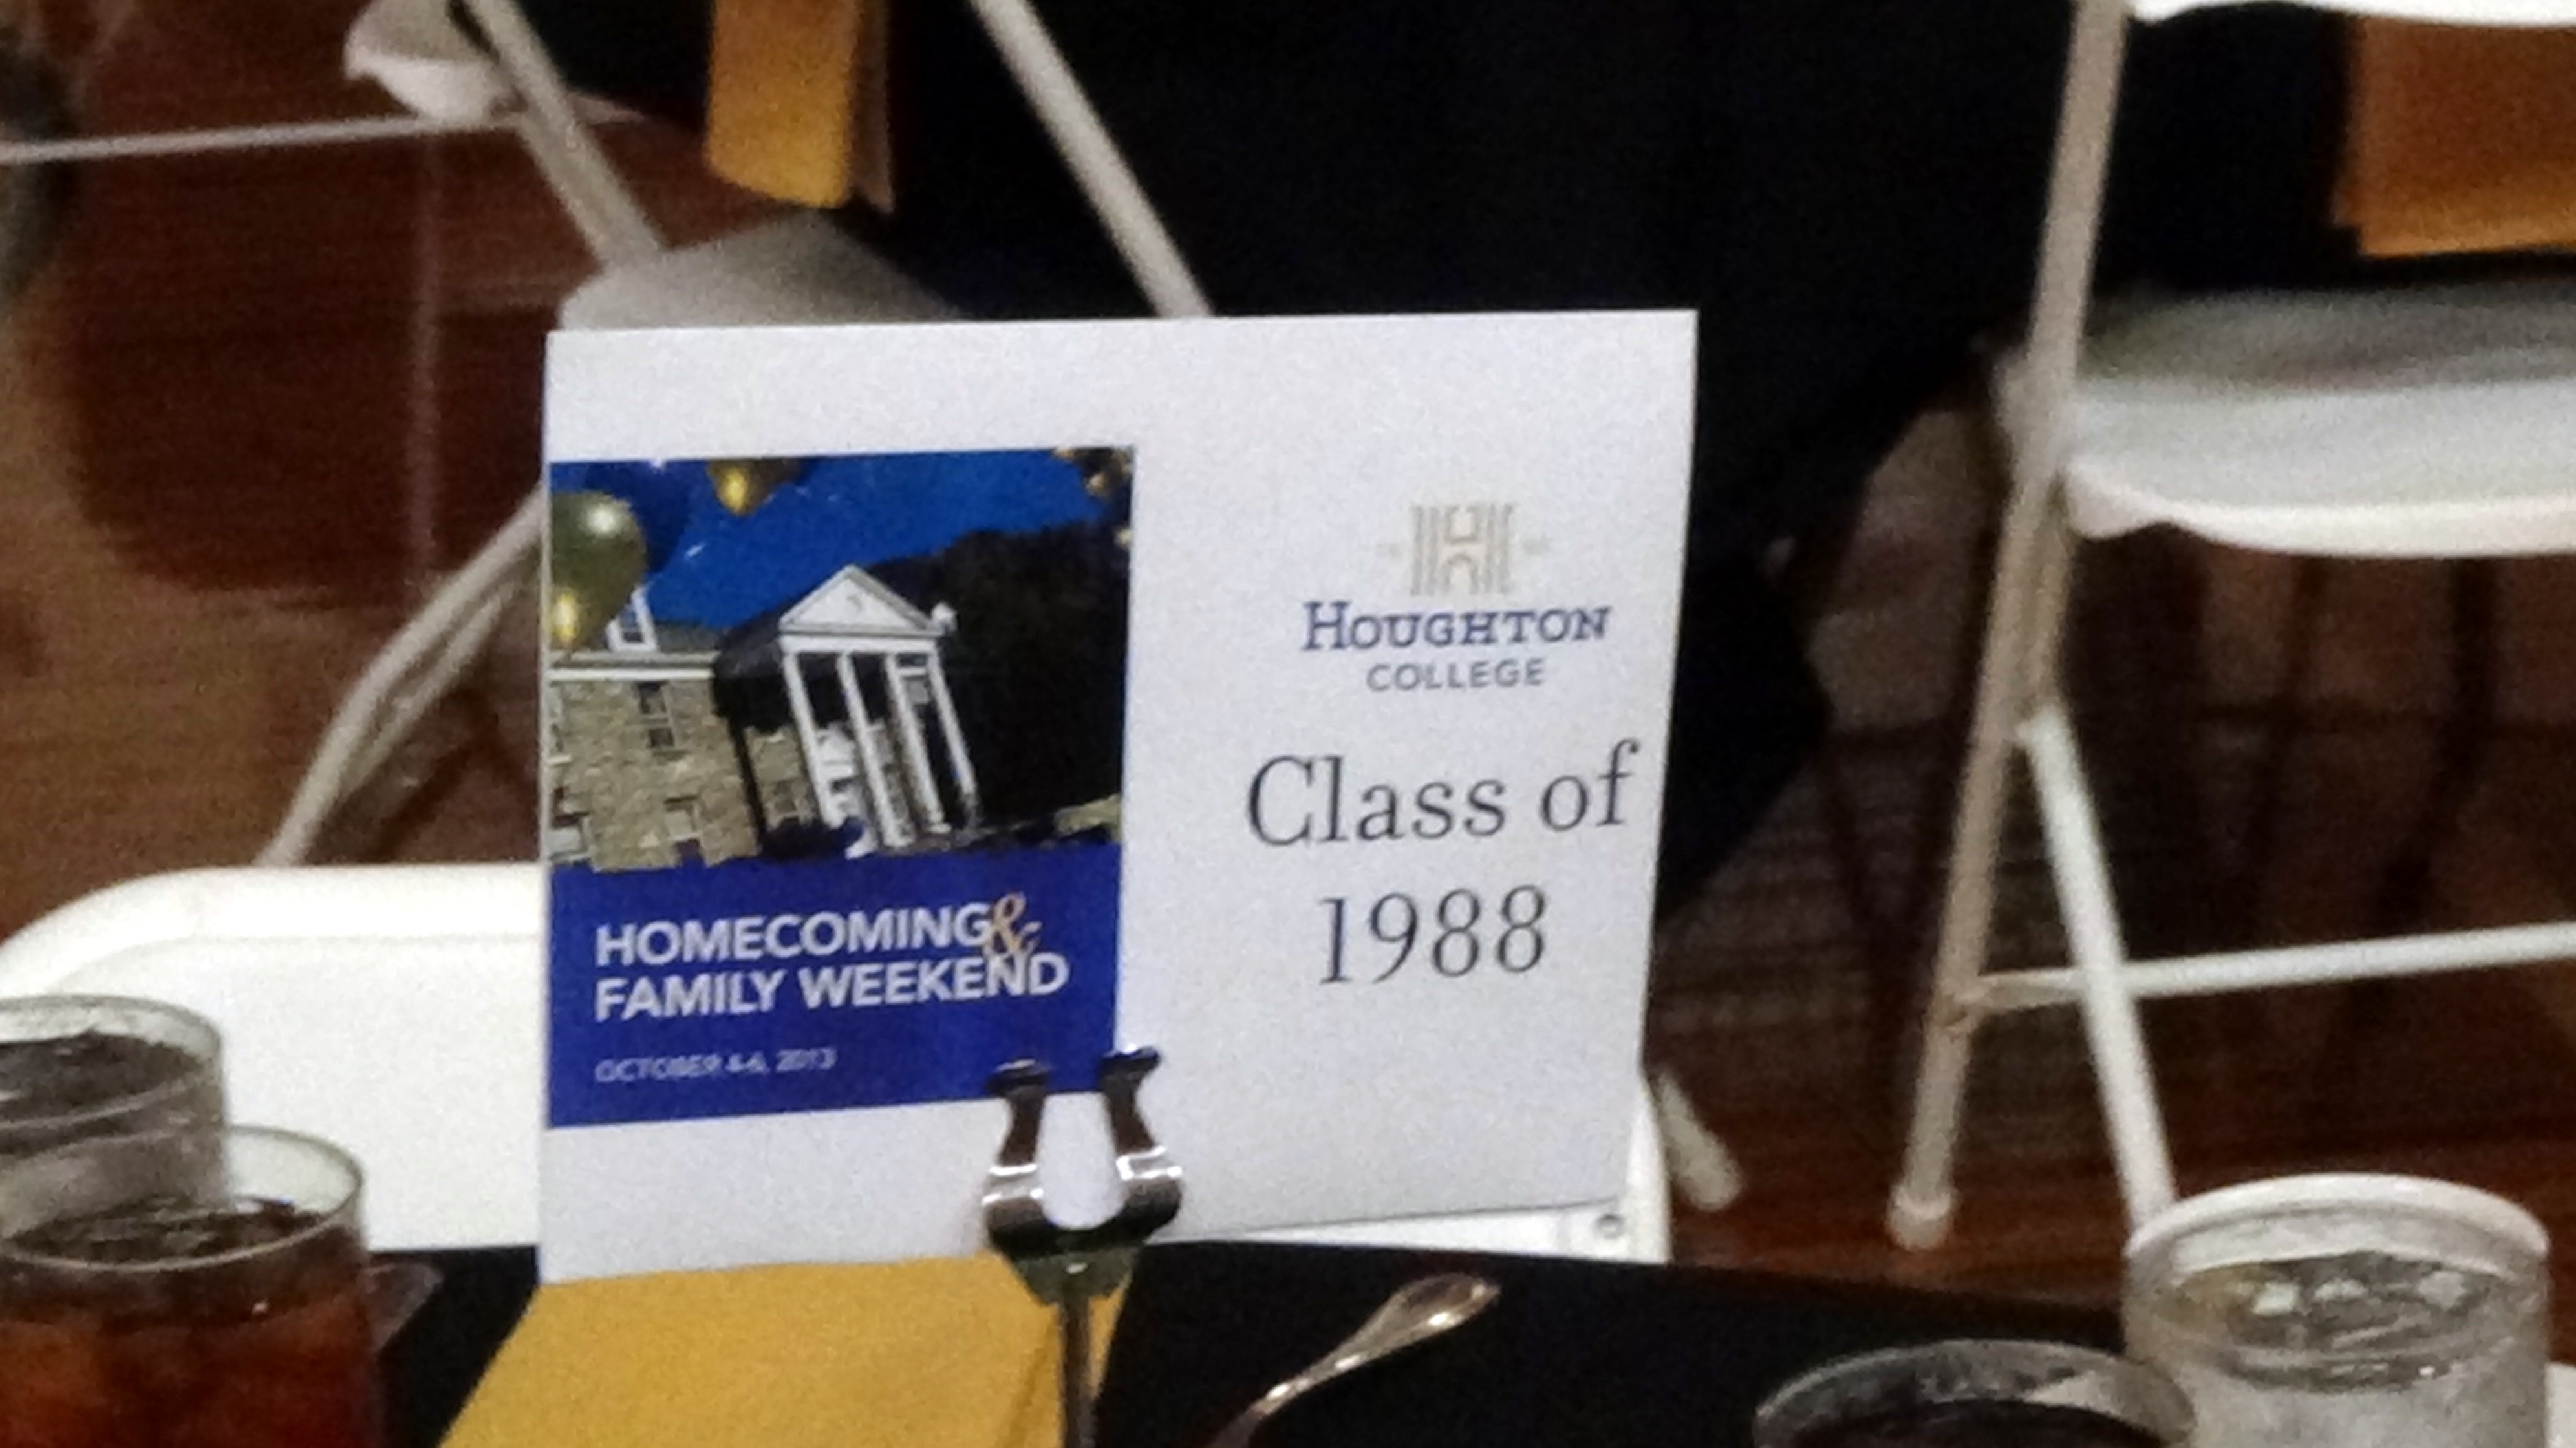 HOMECOMING &
FAMILY WEEKEND
OCTOBER 4-6, 2013
HOUGHTON
COLLEGE
Class of
1988